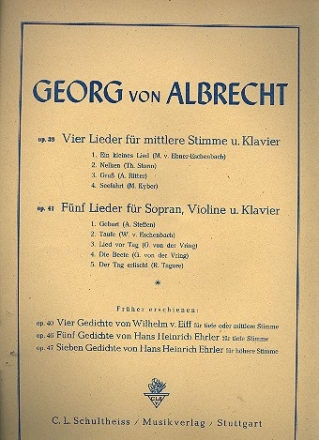 GEORG VON ALBRECHT
op. 28 Vier Lieder für mittlere Stimme u. Klavier
1. Ein kleines Lied (M. v. Ebner-Eschenbach)
2. Nelken (Th. Storm)
3. Gruß (A. Ritter)
4. Seefahrt (M. Kyber)
op. 41 Fünf Lieder für Sopran, Violine u. Klavier
1. Geburt (A. Steffen)
2. Taufe (W. v. Eschenbach)
3. Lied vor Tag (G. von der Vring)
4. Die Beete (G. von der Vring)
5. Der Tag erlischt (R. Tagore)
Früher erschienen:
op. 40 Vier Gedichte von Wilhelm v. Eiff für tiefe oder mittlere Stimme
op. 46 Fünf Gedichte von Hans Heinrich Ehrler für tiefe Stimme
op. 47 Sieben Gedichte von Hans Heinrich Ehrler für höhere Stimme
C. L. Schultheiss / Musikverlag / Stuttgart